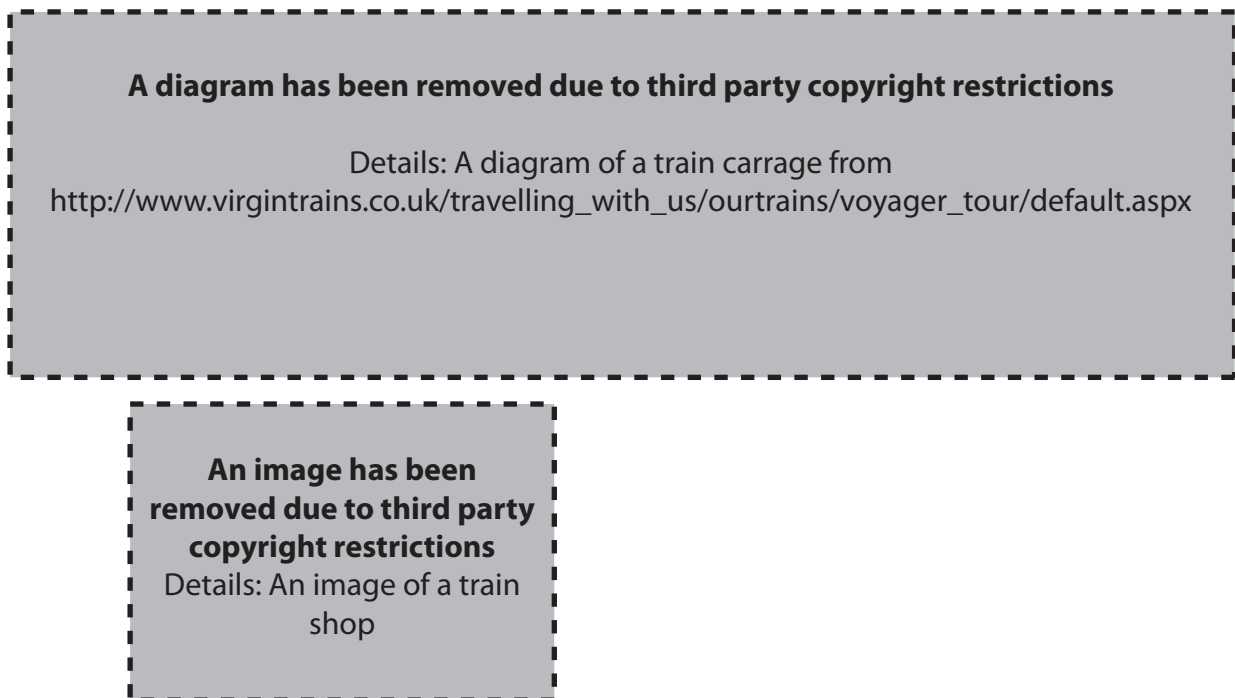 A diagram has been removed due to third party copyright restrictions
Details: A diagram of a train carrage from
http://www.virgintrains.co.uk/travelling_with_us/ourtrains/voyager_tour/default.aspx
An image has been
removed due to third party
copyright restrictions
Details: An image of a train
shop